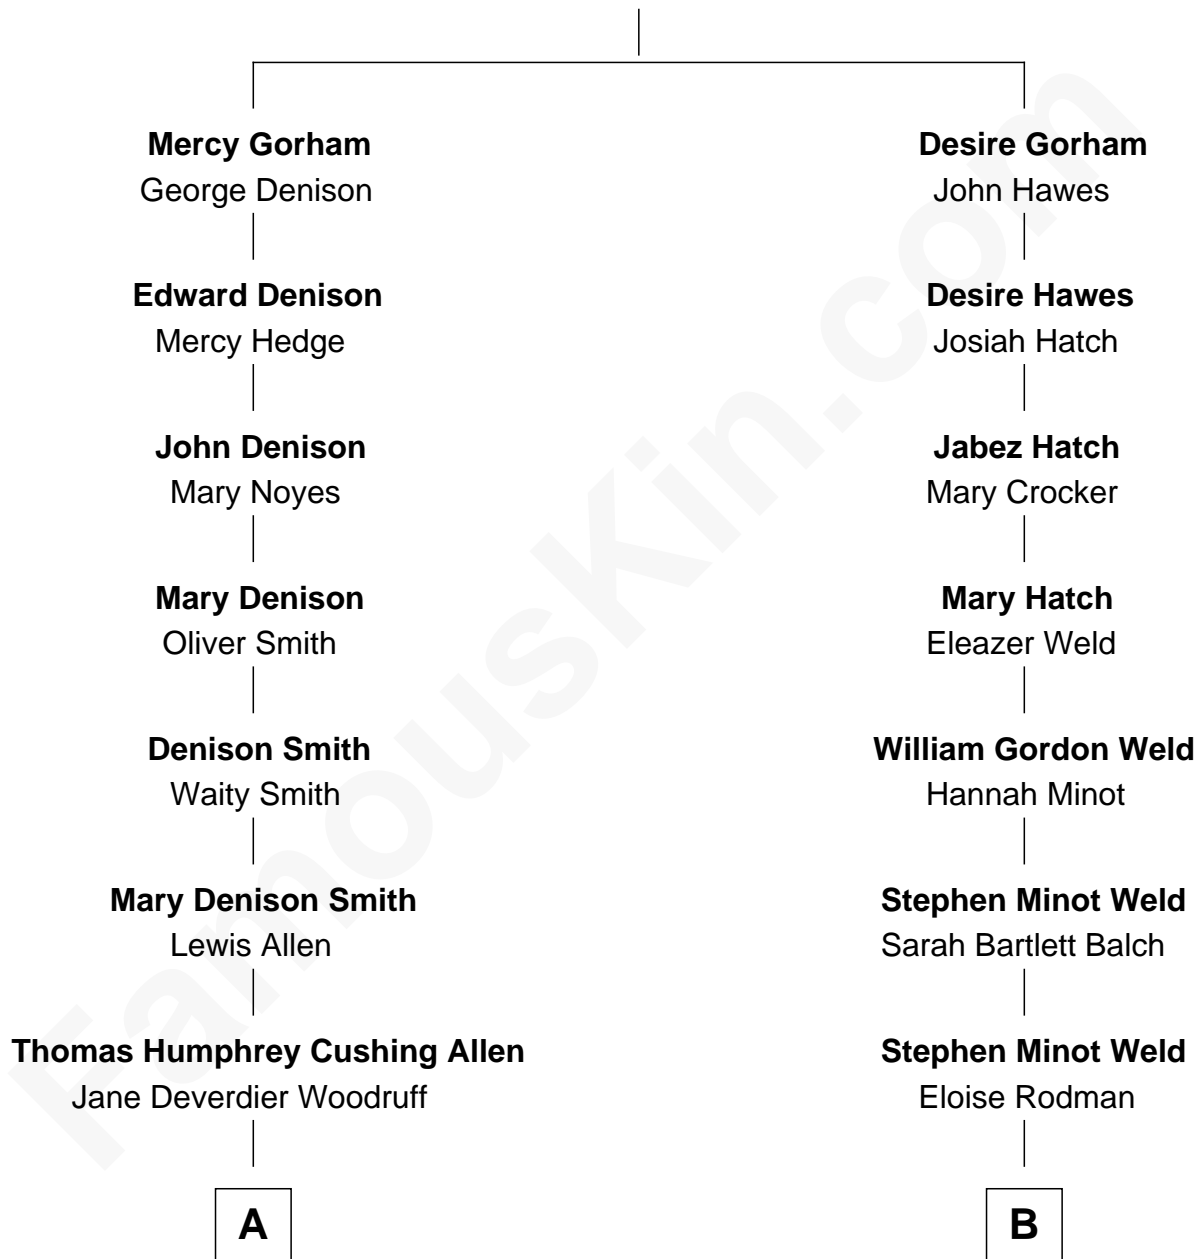 Mercy Gorham
George Denison
Desire Gorham
John Hawes
Edward Denison
Mercy Hedge
Desire Hawes
Josiah Hatch
John Denison
Mary Noyes
Jabez Hatch
Mary Crocker
Mary Denison
Oliver Smith
Mary Hatch
Eleazer Weld
Denison Smith
Waity Smith
William Gordon Weld
Hannah Minot
Mary Denison Smith
Lewis Allen
Stephen Minot Weld
Sarah Bartlett Balch
Thomas Humphrey Cushing Allen
Jane Deverdier Woodruff
Stephen Minot Weld
Eloise Rodman
A
B
FamousKin.com